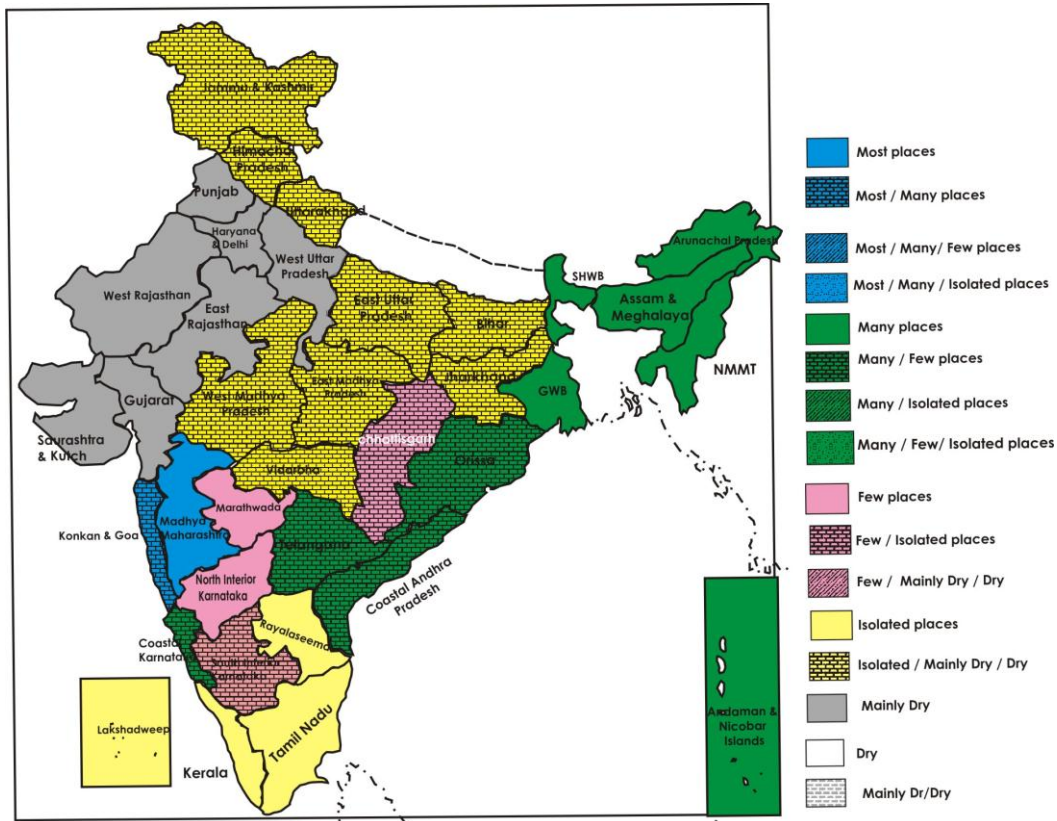 Jammu & Kashmir
Himachal
Pradesh
Punjab
Uttarakhand
Haryana
& Delhi
West Uttar
Pradesh
West Rajasthan
East
Rajasthan
East Uttar
Pradesh
Bihar
SHWB
Arunachal Pradesh
Assam &
Meghalaya
NMMT
Jharkhand
GWB
Gujarat
Saurashtra
& Kutch
West Madhya
Pradesh
East Madhya
Pradesh
Chhattisgarh
Orissa
Vidarbha
Konkan & Goa
Madhya
Maharashtra
Marathwada
Telangana
North Interior
Karnataka
Coastal Andhra
Pradesh
Coastal
Karnataka
South Interior
Karnataka
Rayalaseema
Lakshadweep
Kerala
Tamil Nadu
Andaman &
Nicobar
Islands
Most places
Most / Many places
Most / Many/ Few places
Most / Many / Isolated places
Many places
Many / Few places
Many / Isolated places
Many / Few/ Isolated places
Few places
Few / Isolated places
Few / Mainly Dry / Dry
Isolated places
Isolated / Mainly Dry / Dry
Mainly Dry
Dry
Mainly Dr/Dry